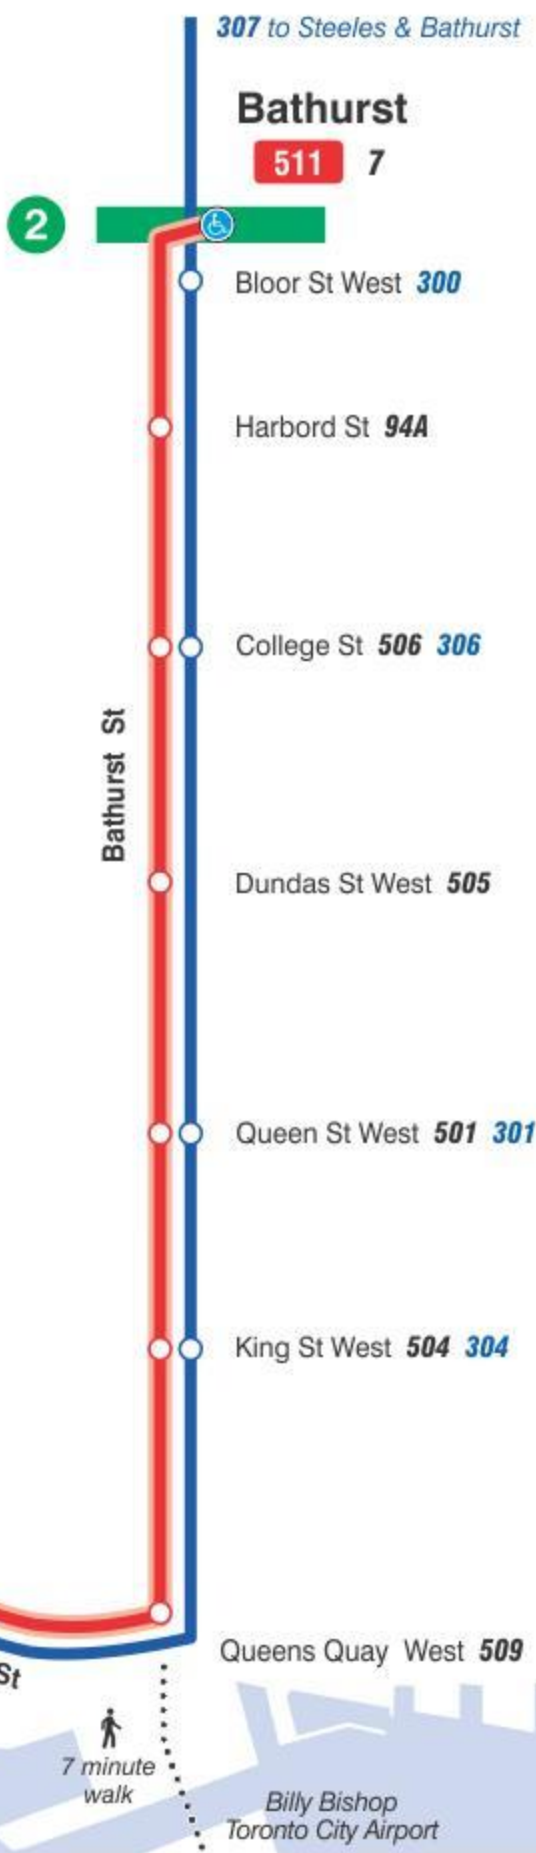 307 to Steeles & Bathurst
Bathurst
511 7
2
Bloor St West 300
Harbord St 94A
College St 506 306
Bathurst St
Dundas St West 505
Queen St West 501 301
King St West 504 304
Queens Quay West 509
St
7 minute
walk
Billy Bishop
Toronto City Airport